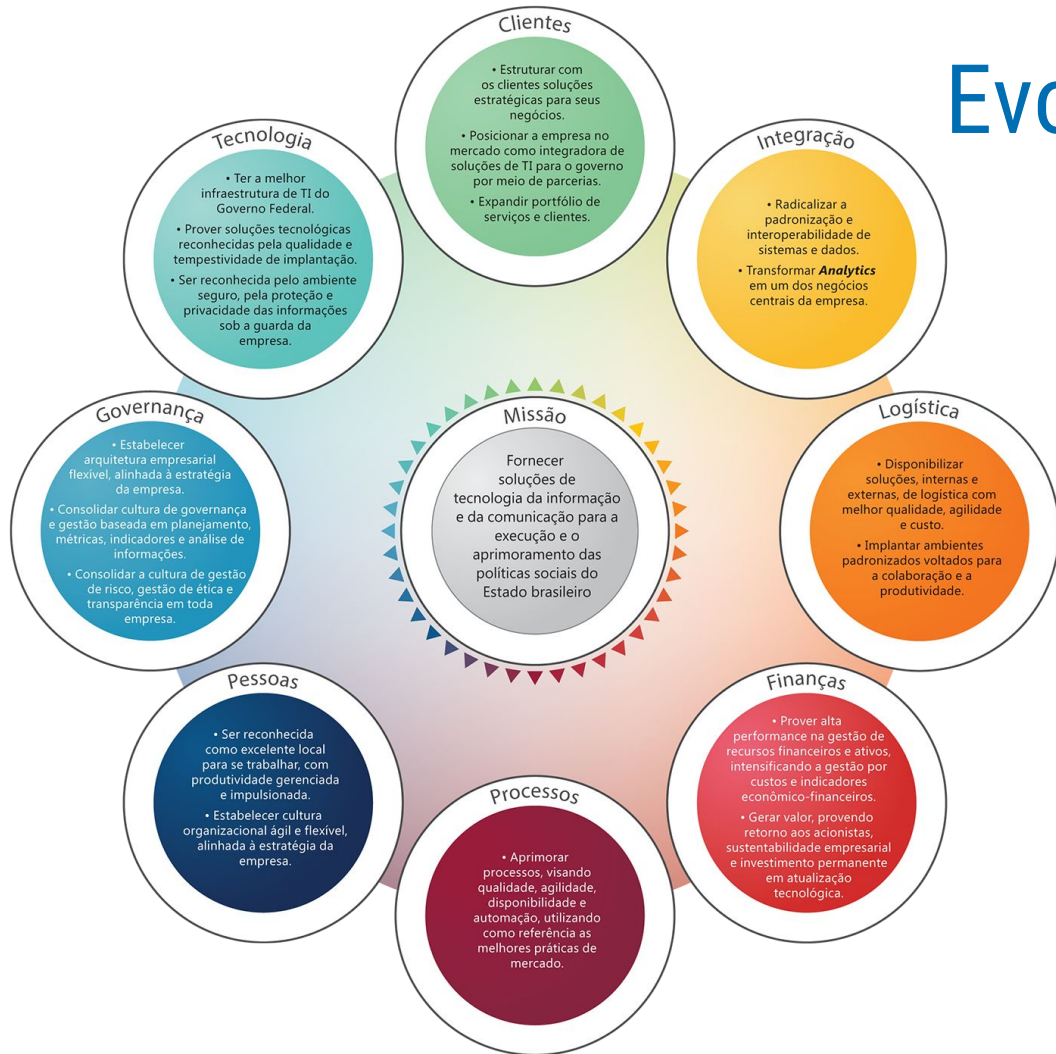 Evo
Clientes
• Estruturar com
os clientes soluções
estratégicas para seus
negócios.
• Posicionar a empresa no
mercado como integradora de
soluções de TI para o governo
por meio de parcerias.
• Expandir portfólio de
serviços e clientes.
Tecnologia
• Ter a melhor
infraestrutura de TI do
Governo Federal.
• Prover soluções tecnológicas
reconhecidas pela qualidade e
tempestividade de implantação.
• Ser reconhecida pelo ambiente
seguro, pela proteção e
privacidade das informações
sob a guarda da
empresa.
Integração
• Radicalizar a
padronização e
interoperabilidade de
sistemas e dados.
• Transformar Analytics
em um dos negócios
centrais da empresa.
Governança
• Estabelecer
arquitetura empresarial
flexível, alinhada à estratégia
da empresa.
• Consolidar cultura de governança
e gestão baseada em planejamento,
métricas, indicadores e análise de
informações.
• Consolidar a cultura de gestão
de risco, gestão de ética e
transparência em toda
empresa.
Missão
Fornecer
soluções de
tecnologia da informação
e da comunicação para a
execução e o
aprimoramento das
políticas sociais do
Estado brasileiro
Logística
• Disponibilizar
soluções, internas e
externas, de logística com
melhor qualidade, agilidade
e custo.
• Implantar ambientes
padronizados voltados para
a colaboração e a
produtividade.
Pessoas
• Ser reconhecida
como excelente local
para se trabalhar, com
produtividade gerenciada
e impulsionada.
• Estabelecer cultura
organizacional ágil e flexível,
alinhada à estratégia da
empresa.
Processos
• Aprimorar
processos, visando
qualidade, agilidade,
disponibilidade e
automação, utilizando
como referência as
melhores práticas de
mercado.
Finanças
• Prover alta
performance na gestão de
recursos financeiros e ativos,
intensificando a gestão por
custos e indicadores
econômico-financeiros.
• Gerar valor, provendo
retorno aos acionistas,
sustentabilidade empresarial
e investimento permanente
em atualização
tecnológica.